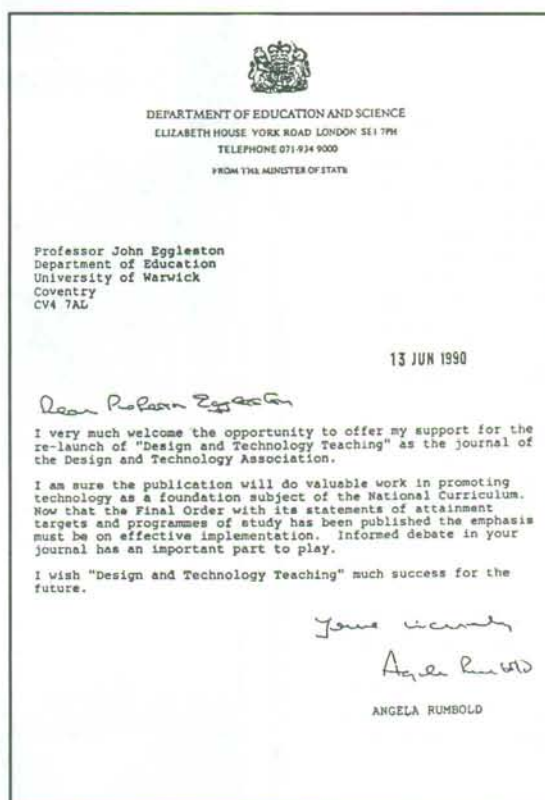 DEPARTMENT OF EDUCATION AND SCIENCE
ELIZABETH HOUSE YORK ROAD LONDON SE1 7PH
TELEPHONE 071-934 9000
FROM THE MINISTER OF STATE
Professor John Eggleston
Department of Education
University of Warwick
Coventry
CV4 7AL
13 JUN 1990
Dear Professor Eggleston
I very much welcome the opportunity to offer my support for the
re-launch of "Design and Technology Teaching" as the journal of
the Design and Technology Association.
I am sure the publication will do valuable work in promoting
technology as a foundation subject of the National Curriculum.
Now that the Final Order with its statements of attainment
targets and programmes of study has been published the emphasis
must be on effective implementation.  Informed debate in your
journal has an important part to play.
I wish "Design and Technology Teaching" much success for the
future.
Yours sincerely
Angela Rumbold
ANGELA RUMBOLD